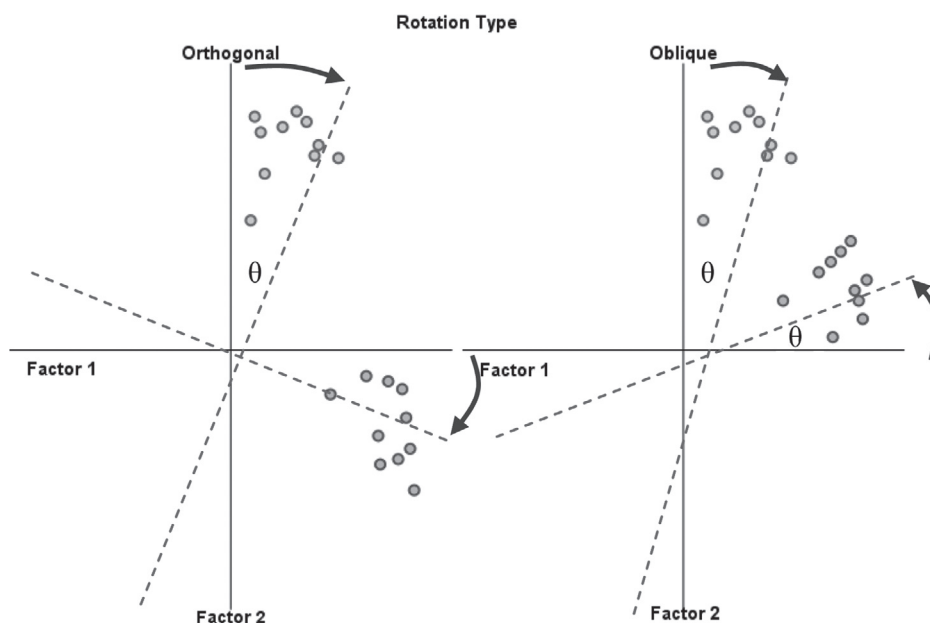 Rotation Type
Orthogonal
Oblique
θ
θ
θ
Factor 1
Factor 1
Factor 2
Factor 2